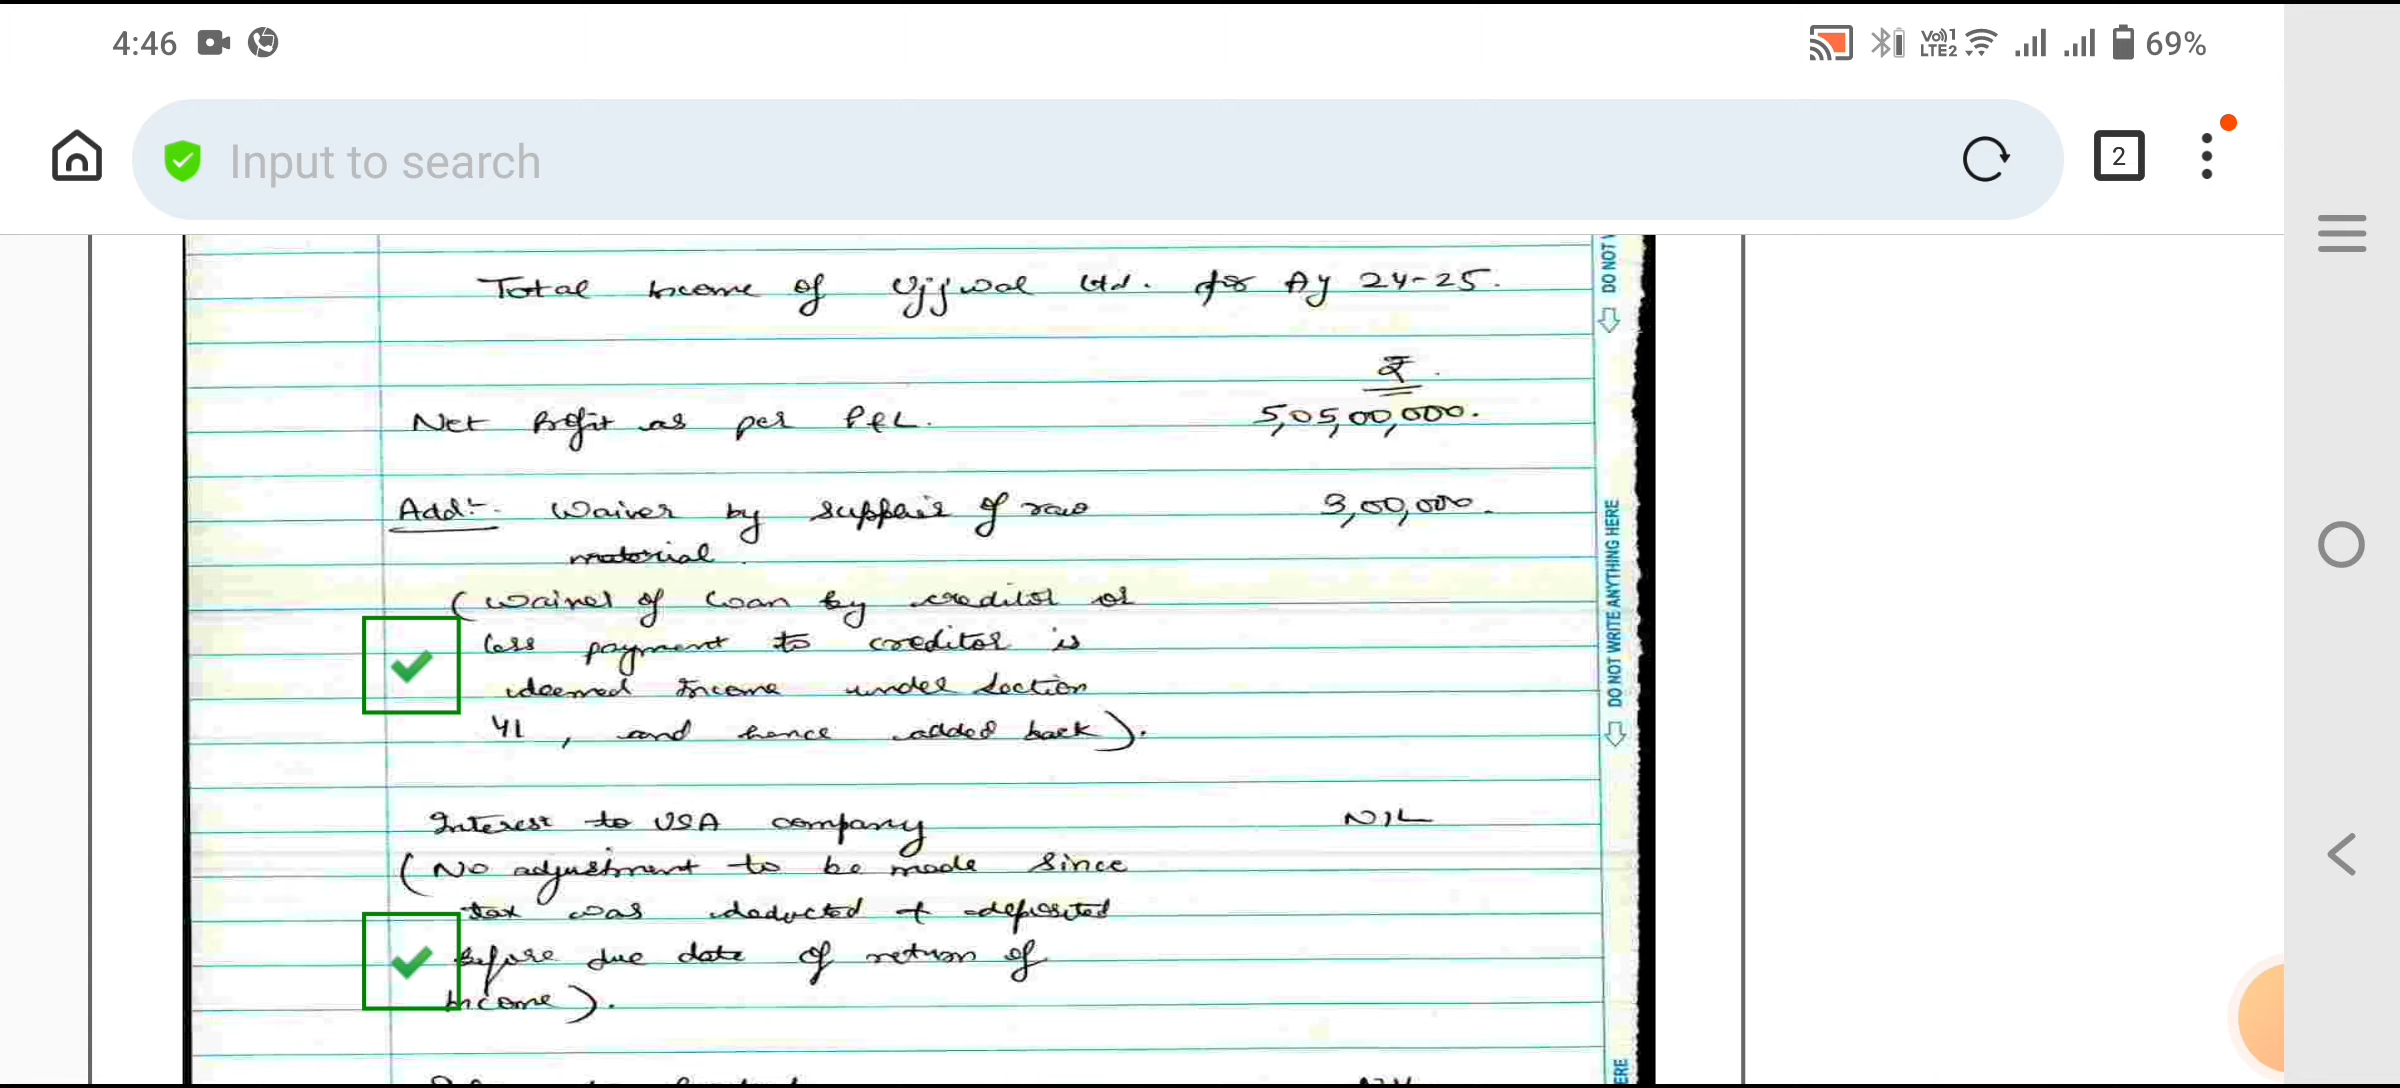 4:46
Vo)) 1
LTE2
69%
Input to search
2
Total Income of Ujjwal Ltd. for AY 24-25.
₹
Net Profit as per P&L. 5,05,00,000.
Add:- Waiver by supplier of raw 3,00,000.
material.
(Waiver of loan by creditor or
less payment to creditor is
deemed Income under Section
41, and hence added back).
Interest to USA company NIL
(No adjustment to be made since
tax was deducted & deposited
before due date of return of
Income).
DO NOT
DO NOT WRITE ANYTHING HERE
ERE